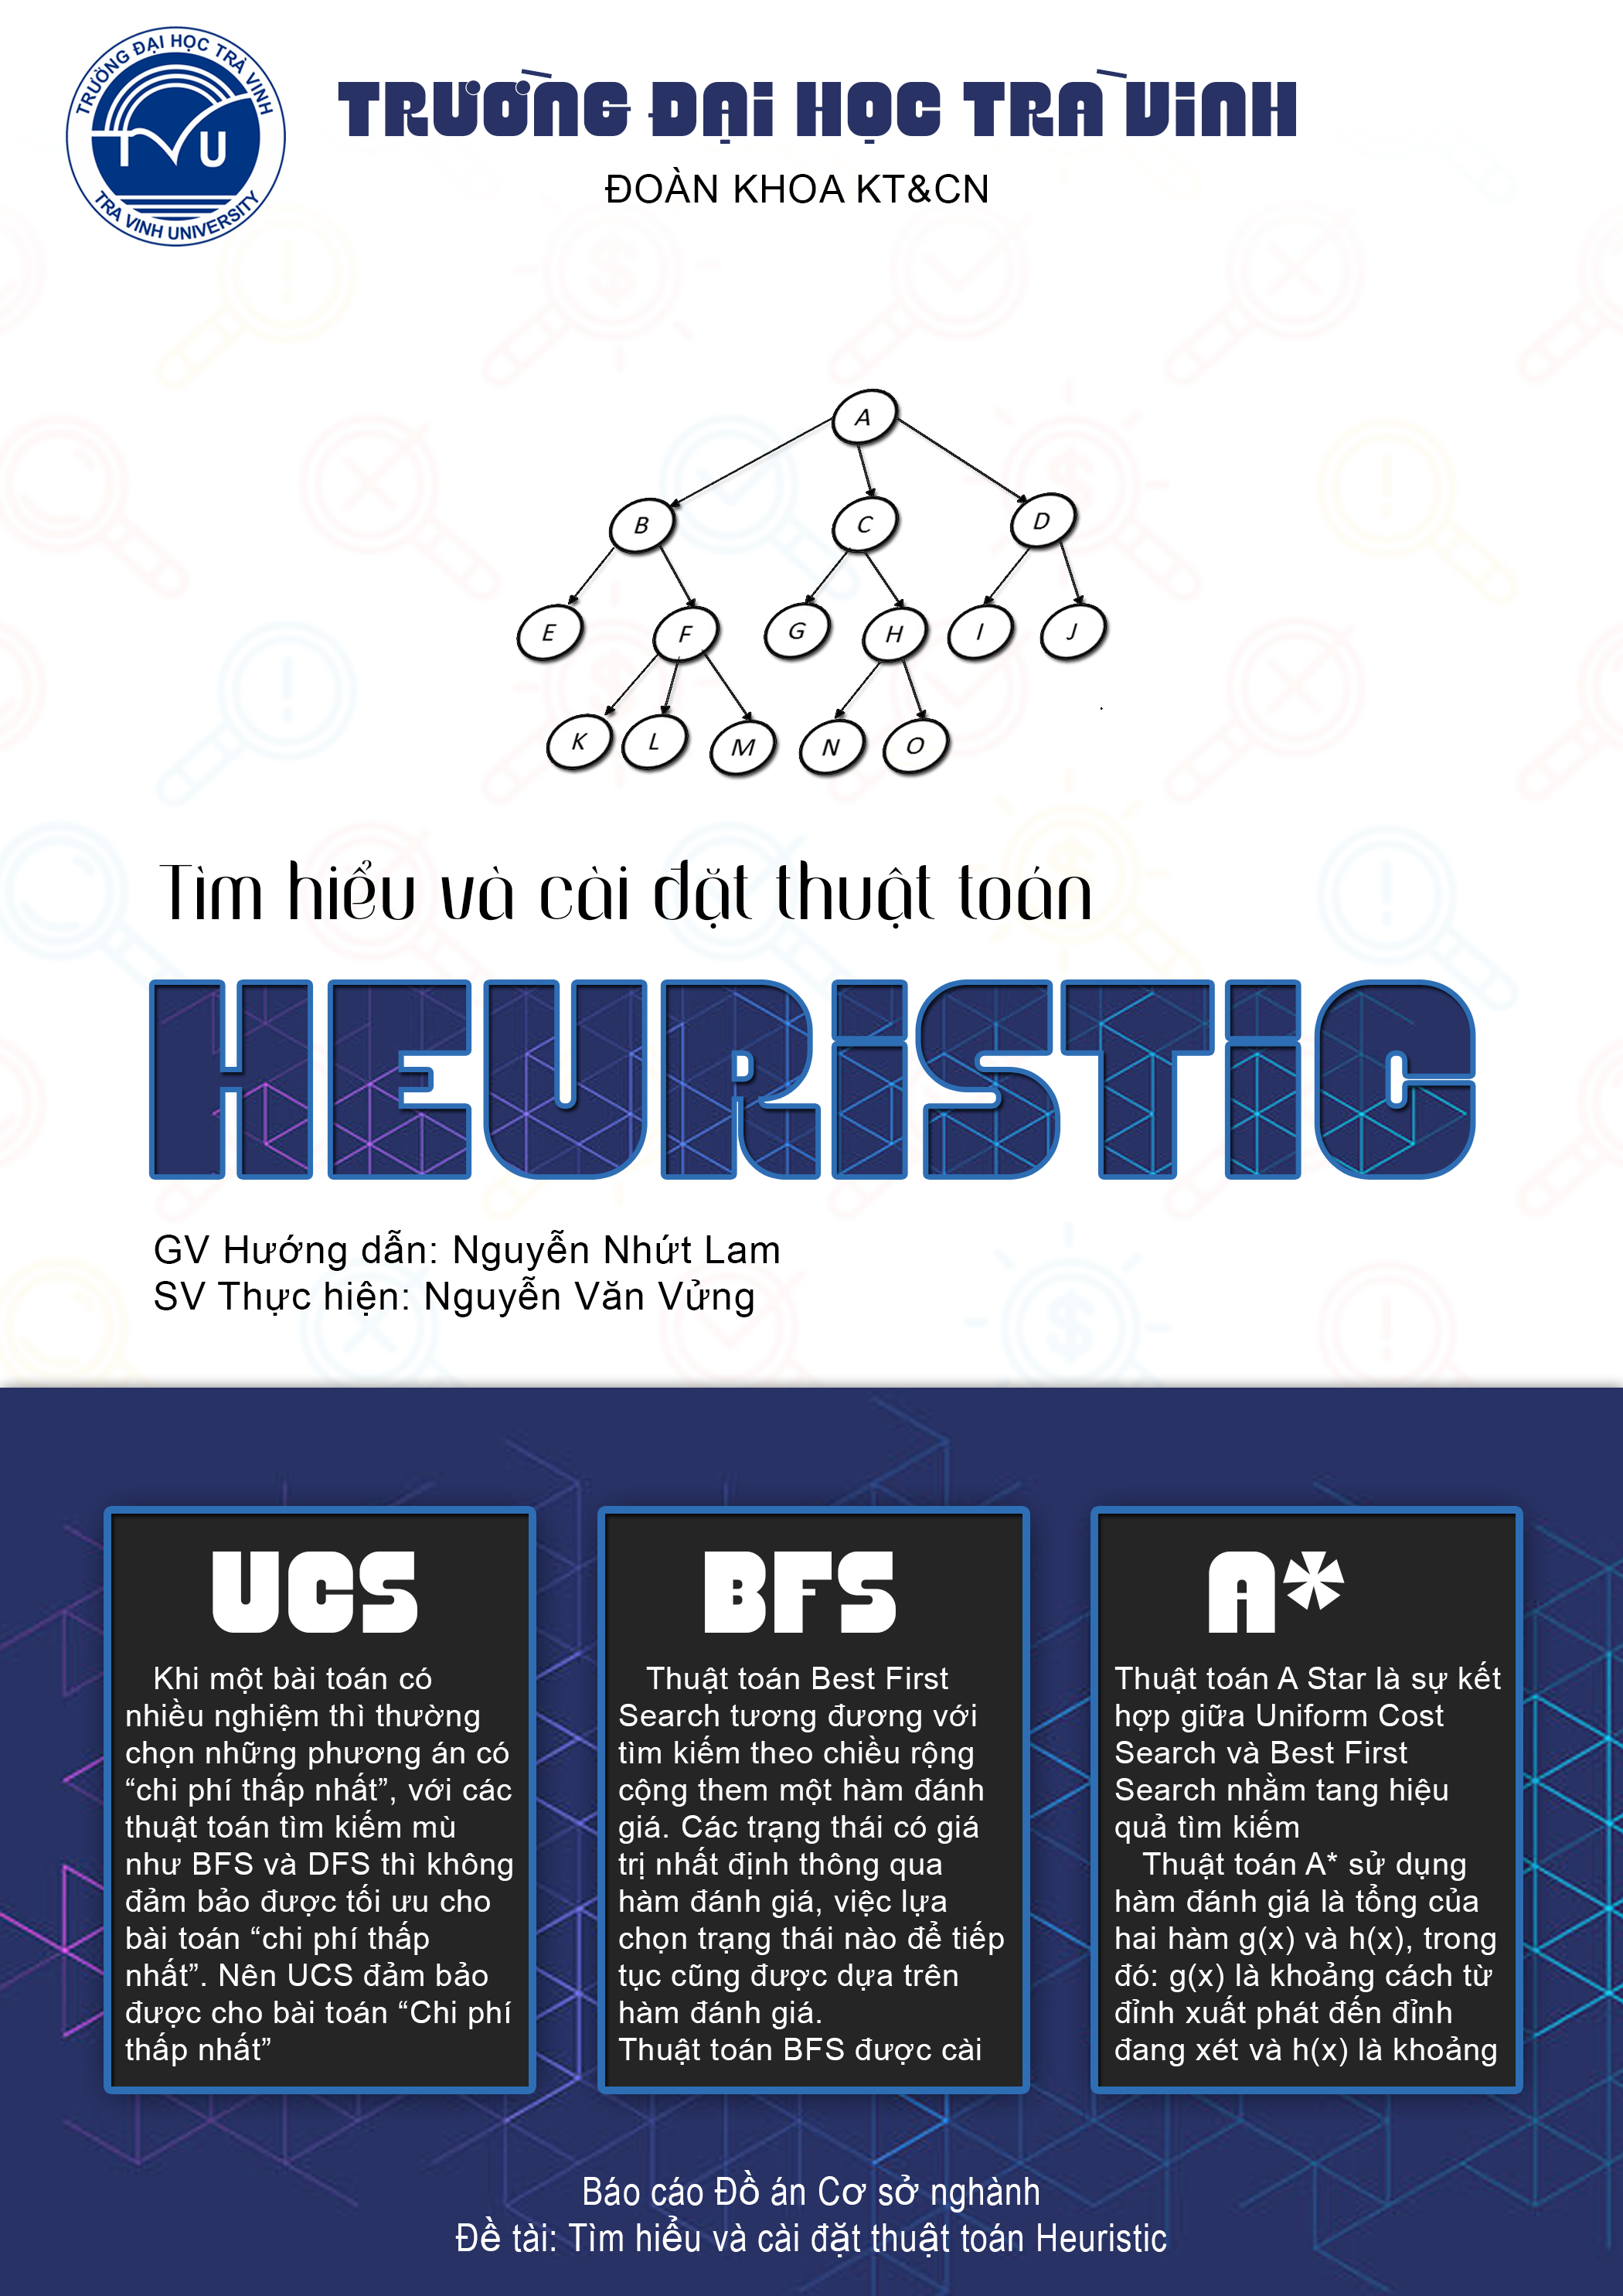 TRƯỜNG ĐẠI HỌC TRÀ VINH
TVU
TRA VINH UNIVERSITY
TRƯỜNG ĐẠI HỌC TRÀ VINH
ĐOÀN KHOA KT&CN
A
B C D
E F G H I J
K L M N O
Tìm hiểu và cài đặt thuật toán
HEURiSTiC
GV Hướng dẫn: Nguyễn Nhứt Lam
SV Thực hiện: Nguyễn Văn Vửng
UCS
Khi một bài toán có
nhiều nghiệm thì thường
chọn những phương án có
“chi phí thấp nhất”, với các
thuật toán tìm kiếm mù
như BFS và DFS thì không
đảm bảo được tối ưu cho
bài toán “chi phí thấp
nhất”. Nên UCS đảm bảo
được cho bài toán “Chi phí
thấp nhất”
BFS
Thuật toán Best First
Search tương đương với
tìm kiếm theo chiều rộng
cộng them một hàm đánh
giá. Các trạng thái có giá
trị nhất định thông qua
hàm đánh giá, việc lựa
chọn trạng thái nào để tiếp
tục cũng được dựa trên
hàm đánh giá.
Thuật toán BFS được cài
A*
Thuật toán A Star là sự kết
hợp giữa Uniform Cost
Search và Best First
Search nhằm tang hiệu
quả tìm kiếm
Thuật toán A* sử dụng
hàm đánh giá là tổng của
hai hàm g(x) và h(x), trong
đó: g(x) là khoảng cách từ
đỉnh xuất phát đến đỉnh
đang xét và h(x) là khoảng
Báo cáo Đồ án Cơ sở nghành
Đề tài: Tìm hiểu và cài đặt thuật toán Heuristic